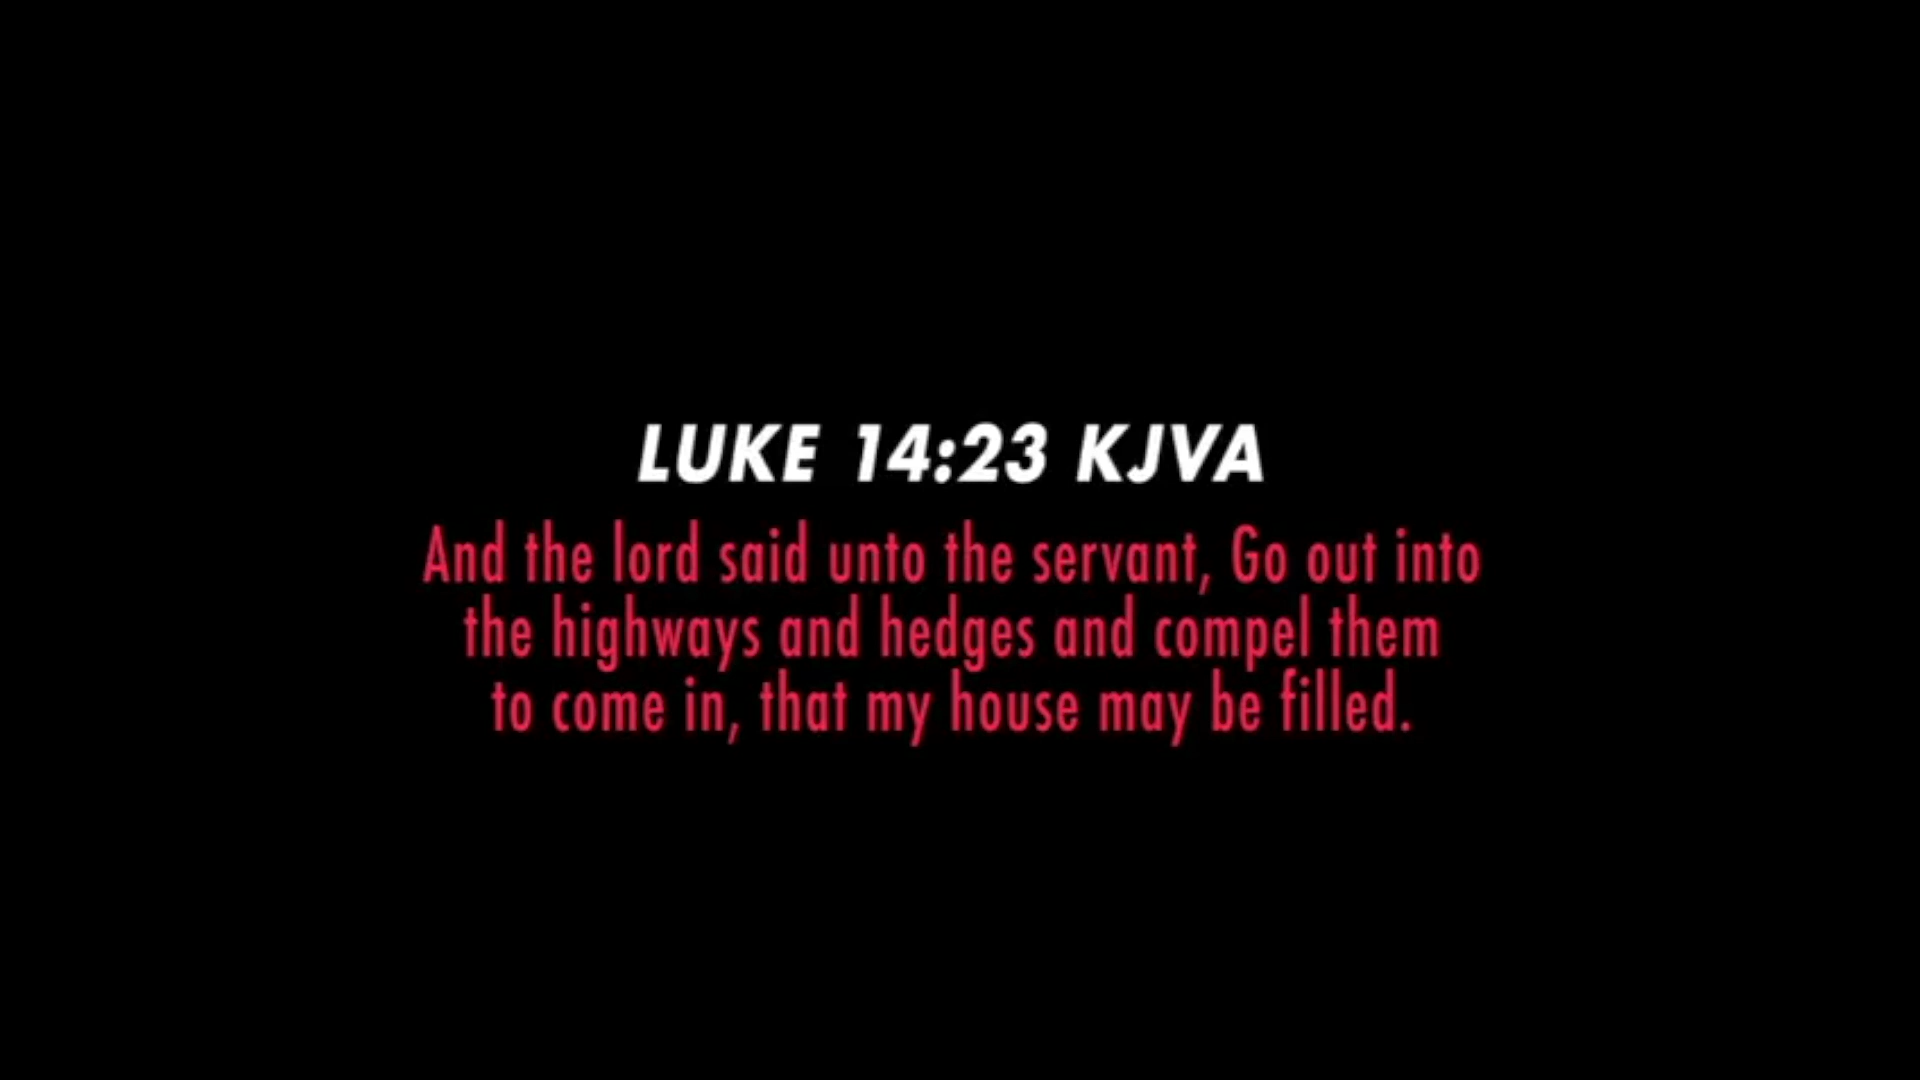 LUKE 14:23 KJVA
And the lord said unto the servant, Go out into
the highways and hedges and compel them
to come in, that my house may be filled.